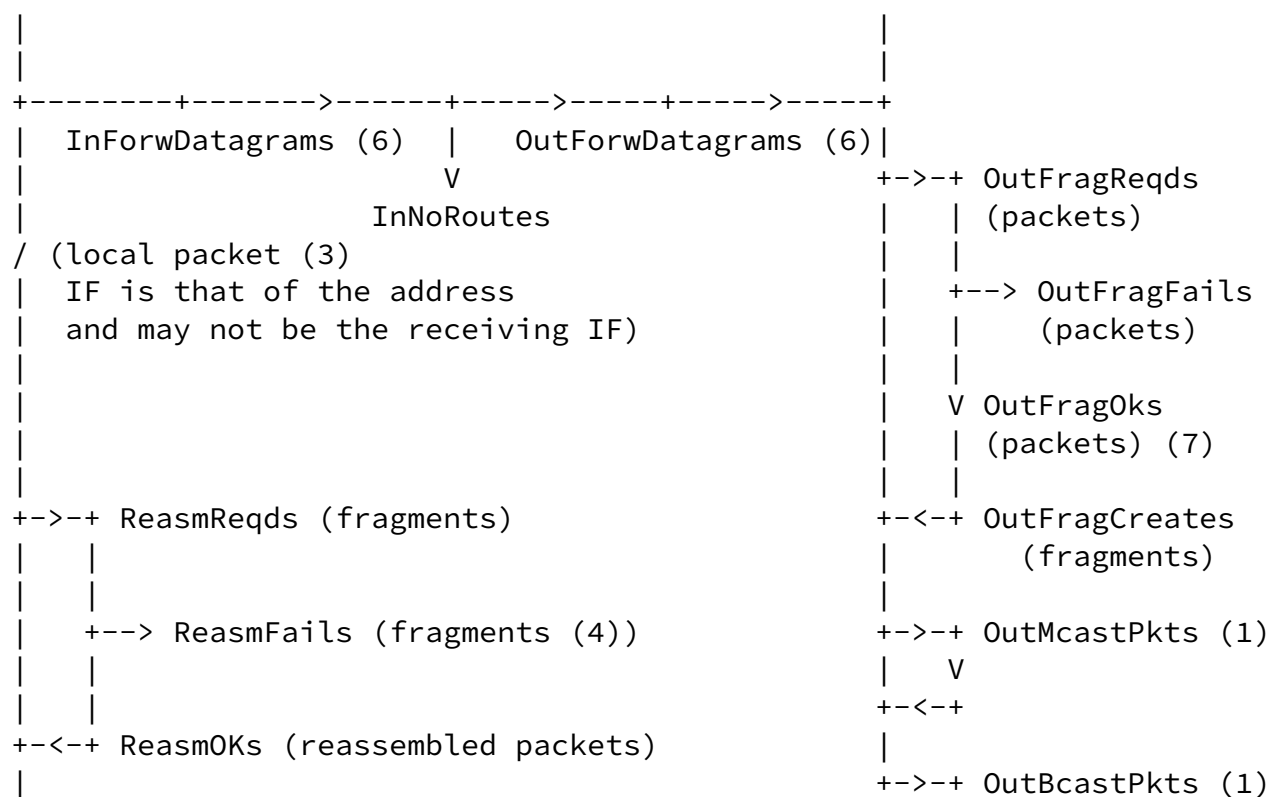 |                                                     |
|                                                     |
+--------+------->------+----->-----+----->-----+
|  InForwDatagrams (6)  |   OutForwDatagrams (6)|
|                       V                       +->-+ OutFragReqds
|                   InNoRoutes                  |   | (packets)
/ (local packet (3)                             |   |
|  IF is that of the address                    |   +--> OutFragFails
|  and may not be the receiving IF)             |   |    (packets)
|                                               |   |
|                                               |   V OutFragOks
|                                               |   | (packets) (7)
|                                               |   |
+->-+ ReasmReqds (fragments)                    +-<-+ OutFragCreates
|   |                                           |       (fragments)
|   |                                           |
|   +--> ReasmFails (fragments (4))             +->-+ OutMcastPkts (1)
|   |                                           |   V
|   |                                           +-<-+
+-<-+ ReasmOKs (reassembled packets)            |
|                                               +->-+ OutBcastPkts (1)